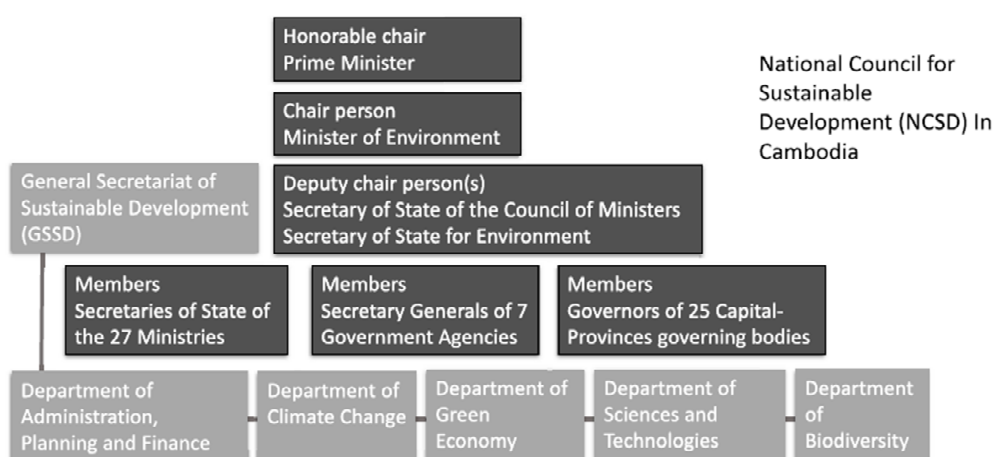 Honorable chair
Prime Minister
National Council for
Sustainable
Development (NCSD) In
Cambodia
Chair person
Minister of Environment
General Secretariat of
Sustainable Development
(GSSD)
Deputy chair person(s)
Secretary of State of the Council of Ministers
Secretary of State for Environment
Members
Secretaries of State of
the 27 Ministries
Members
Secretary Generals of 7
Government Agencies
Members
Governors of 25 Capital-
Provinces governing bodies
Department of
Administration,
Planning and Finance
Department of
Climate Change
Department of
Green
Economy
Department of
Sciences and
Technologies
Department
of
Biodiversity